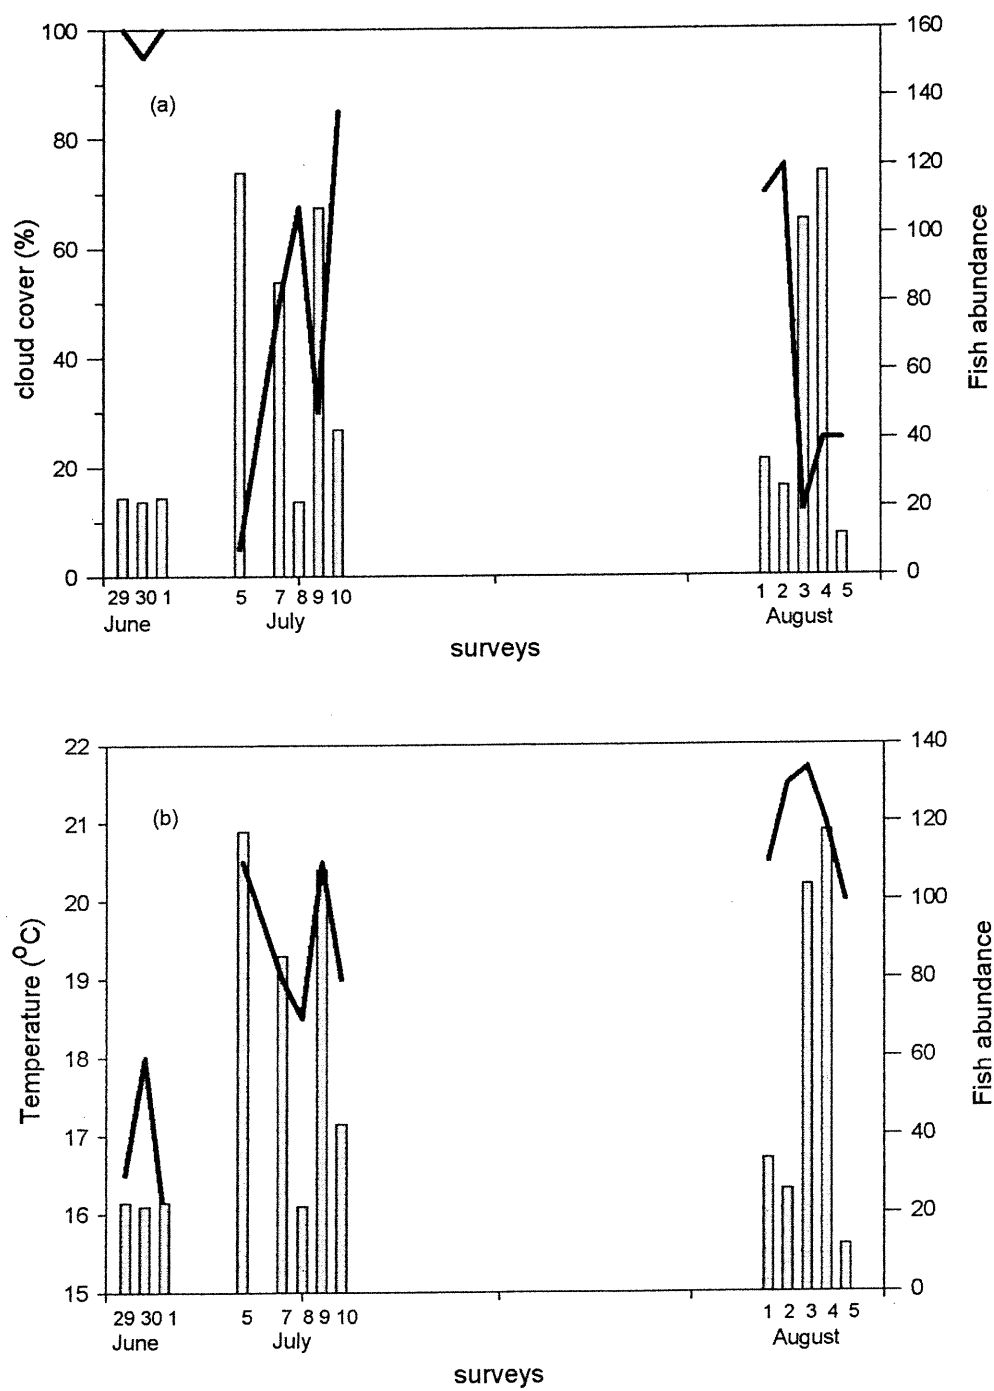 100
80
60
40
20
0
cloud cover (%)
(a)
160
140
120
100
80
60
40
20
0
Fish abundance
29 30 1 5 7 8 9 10 1 2 3 4 5
June July August
surveys
22
21
20
19
18
17
16
15
Temperature (°C)
(b)
140
120
100
80
60
40
20
0
Fish abundance
29 30 1 5 7 8 9 10 1 2 3 4 5
June July August
surveys